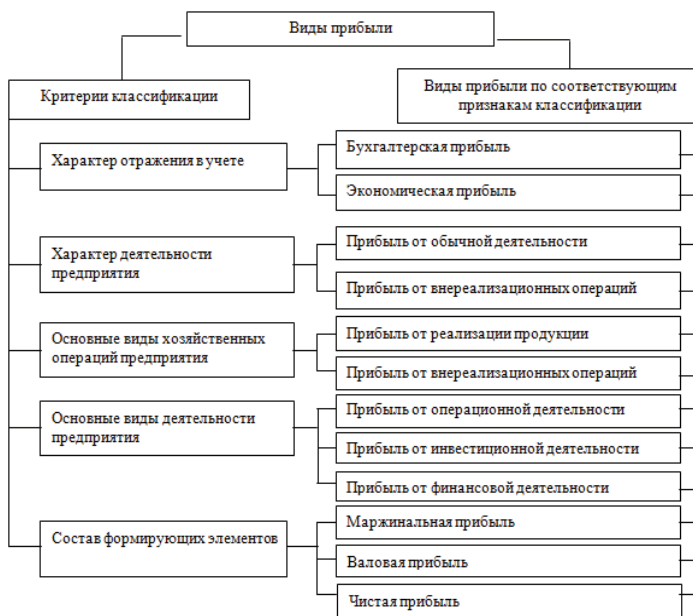 Виды прибыли
Критерии классификации
Виды прибыли по соответствующим
признакам классификации
Характер отражения в учете
Бухгалтерская прибыль
Экономическая прибыль
Характер деятельности
предприятия
Прибыль от обычной деятельности
Прибыль от внереализационных операций
Основные виды хозяйственных
операций предприятия
Прибыль от реализации продукции
Прибыль от внереализационных операций
Основные виды деятельности
предприятия
Прибыль от операционной деятельности
Прибыль от инвестиционной деятельности
Прибыль от финансовой деятельности
Состав формирующих элементов
Маржинальная прибыль
Валовая прибыль
Чистая прибыль